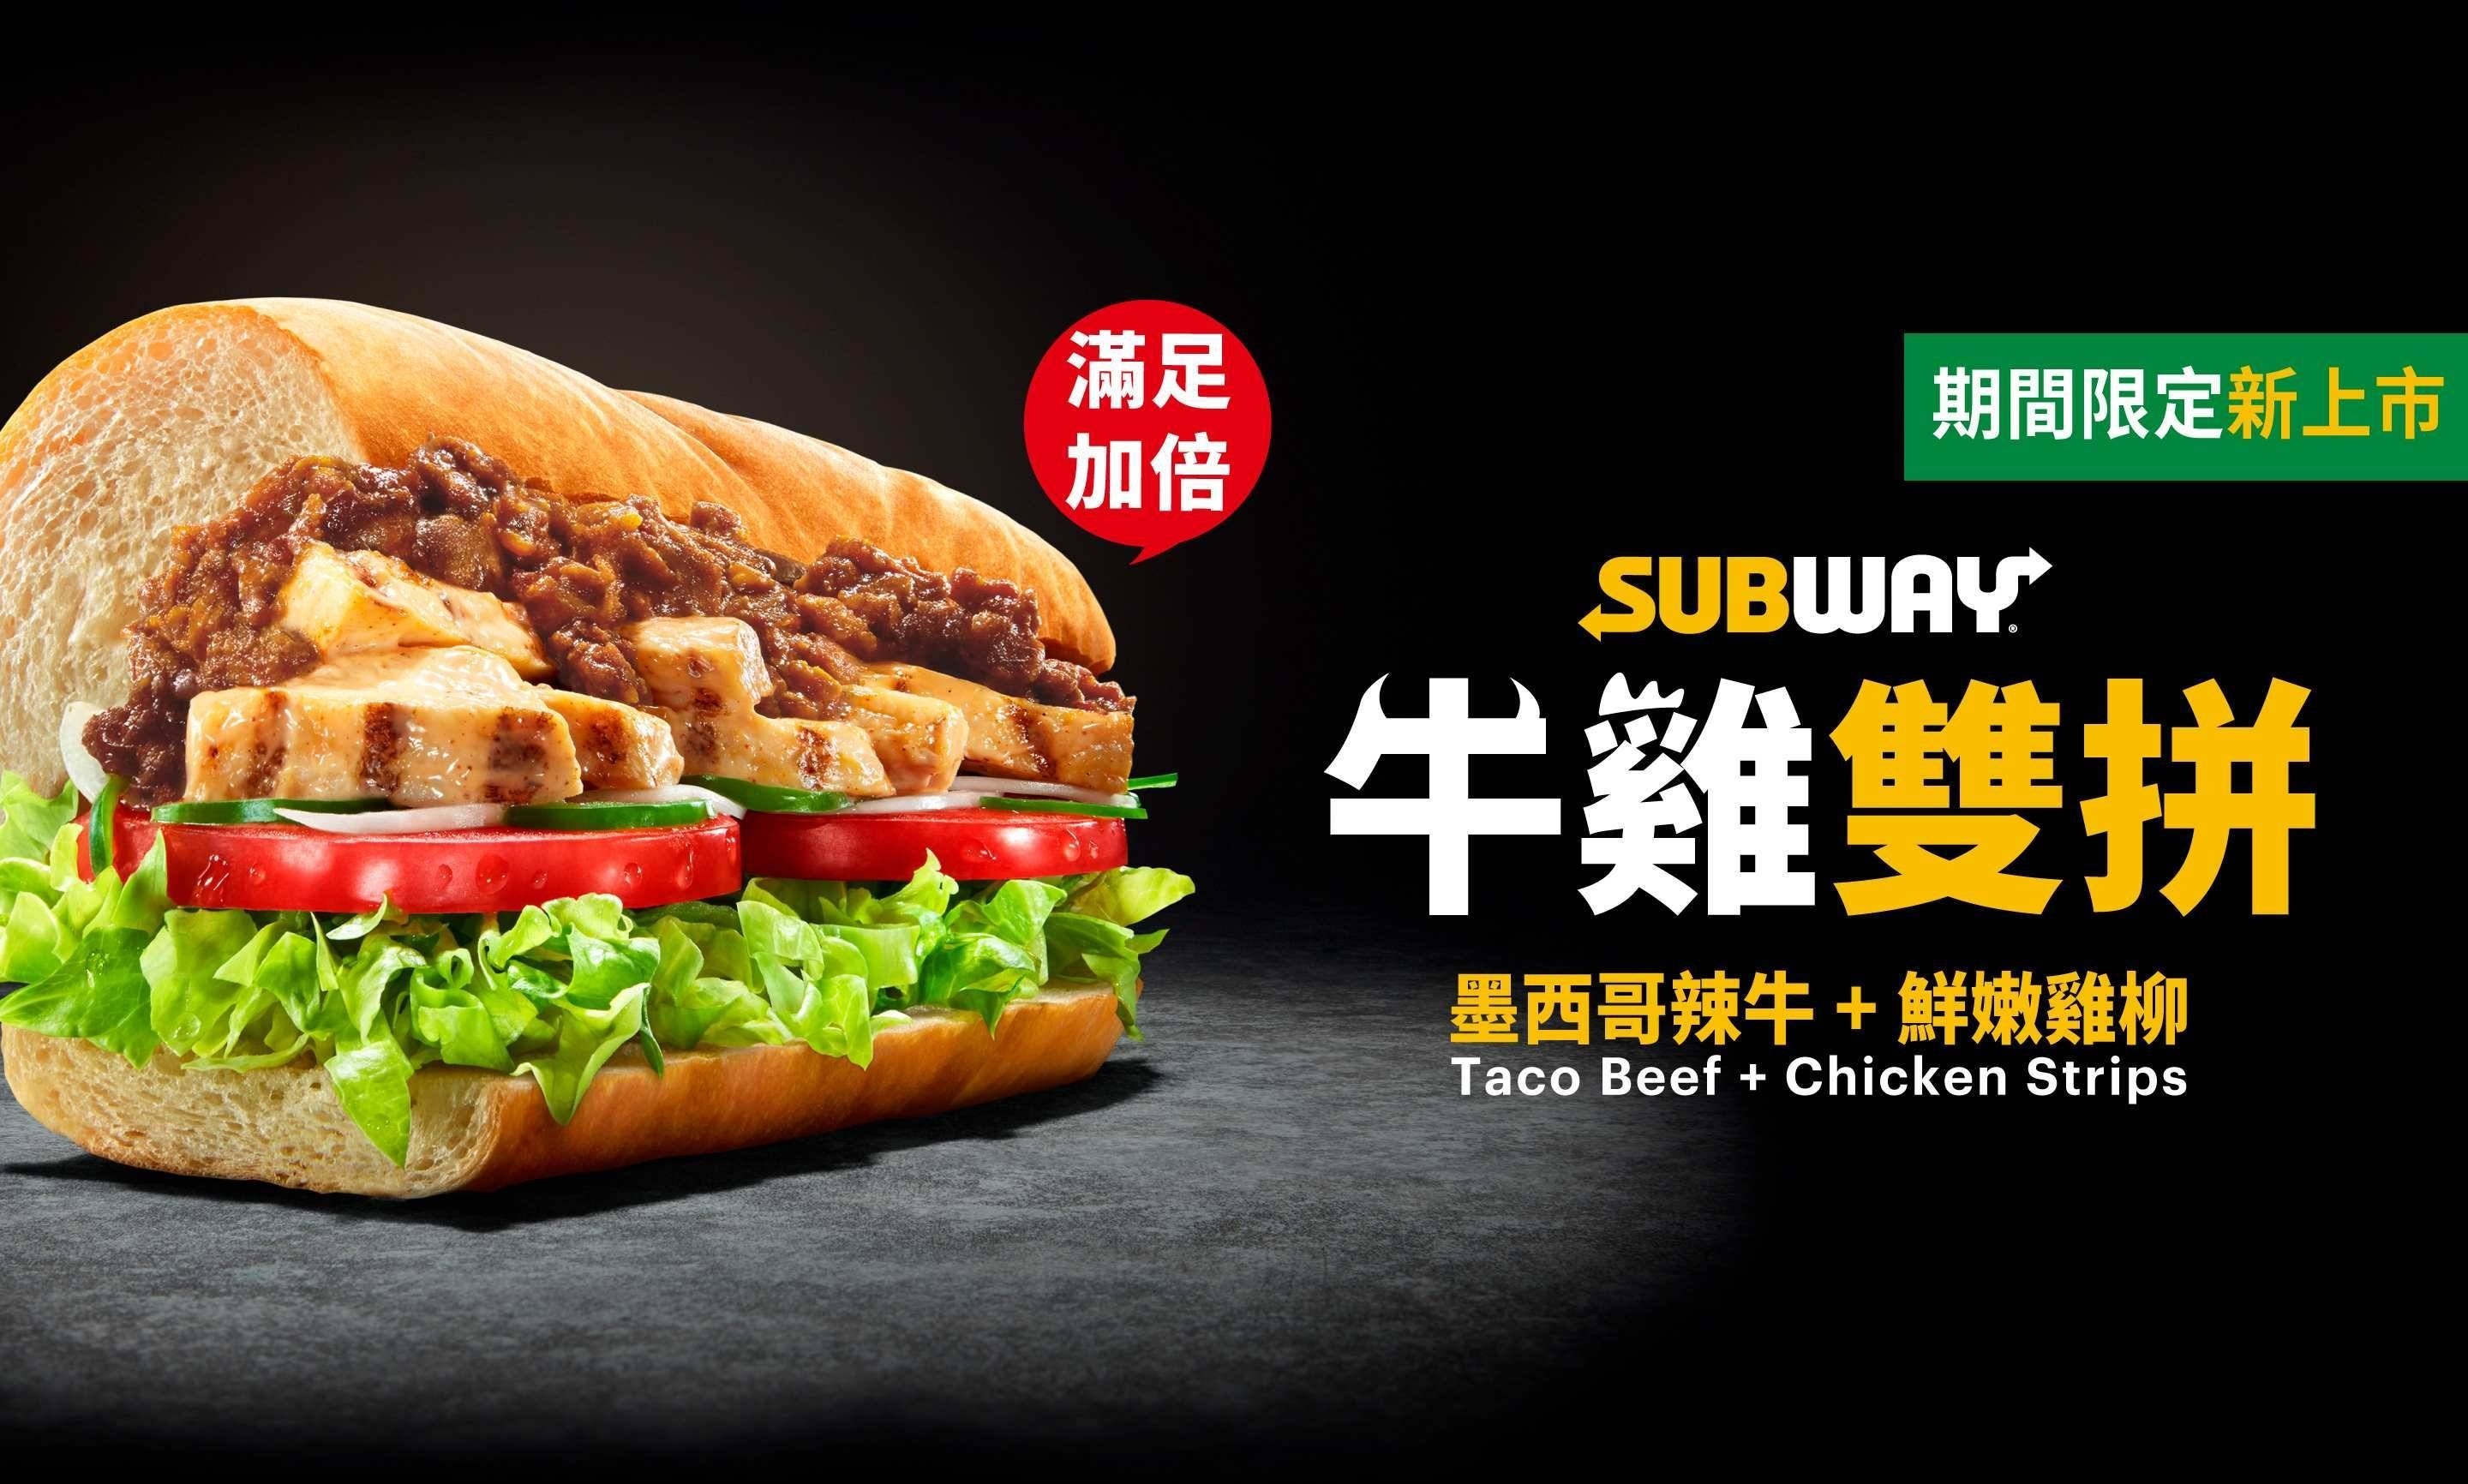 滿足
加倍
期間限定新上市
SUBWAY®
牛雞雙拼
墨西哥辣牛 + 鮮嫩雞柳
Taco Beef + Chicken Strips